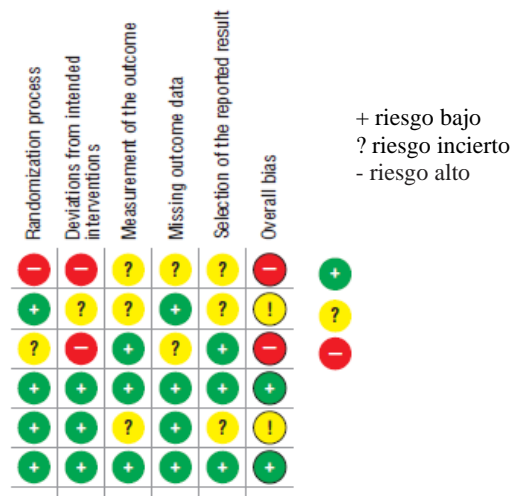 Randomization process
Deviations from intended
interventions
Measurement of the outcome
Missing outcome data
Selection of the reported result
Overall bias
+ riesgo bajo
? riesgo incierto
- riesgo alto
− − ? ? ? −
+ ? ? + ? !
? − + ? + −
+ + + + + +
+ + ? + ? !
+ + + + + +
+
?
−